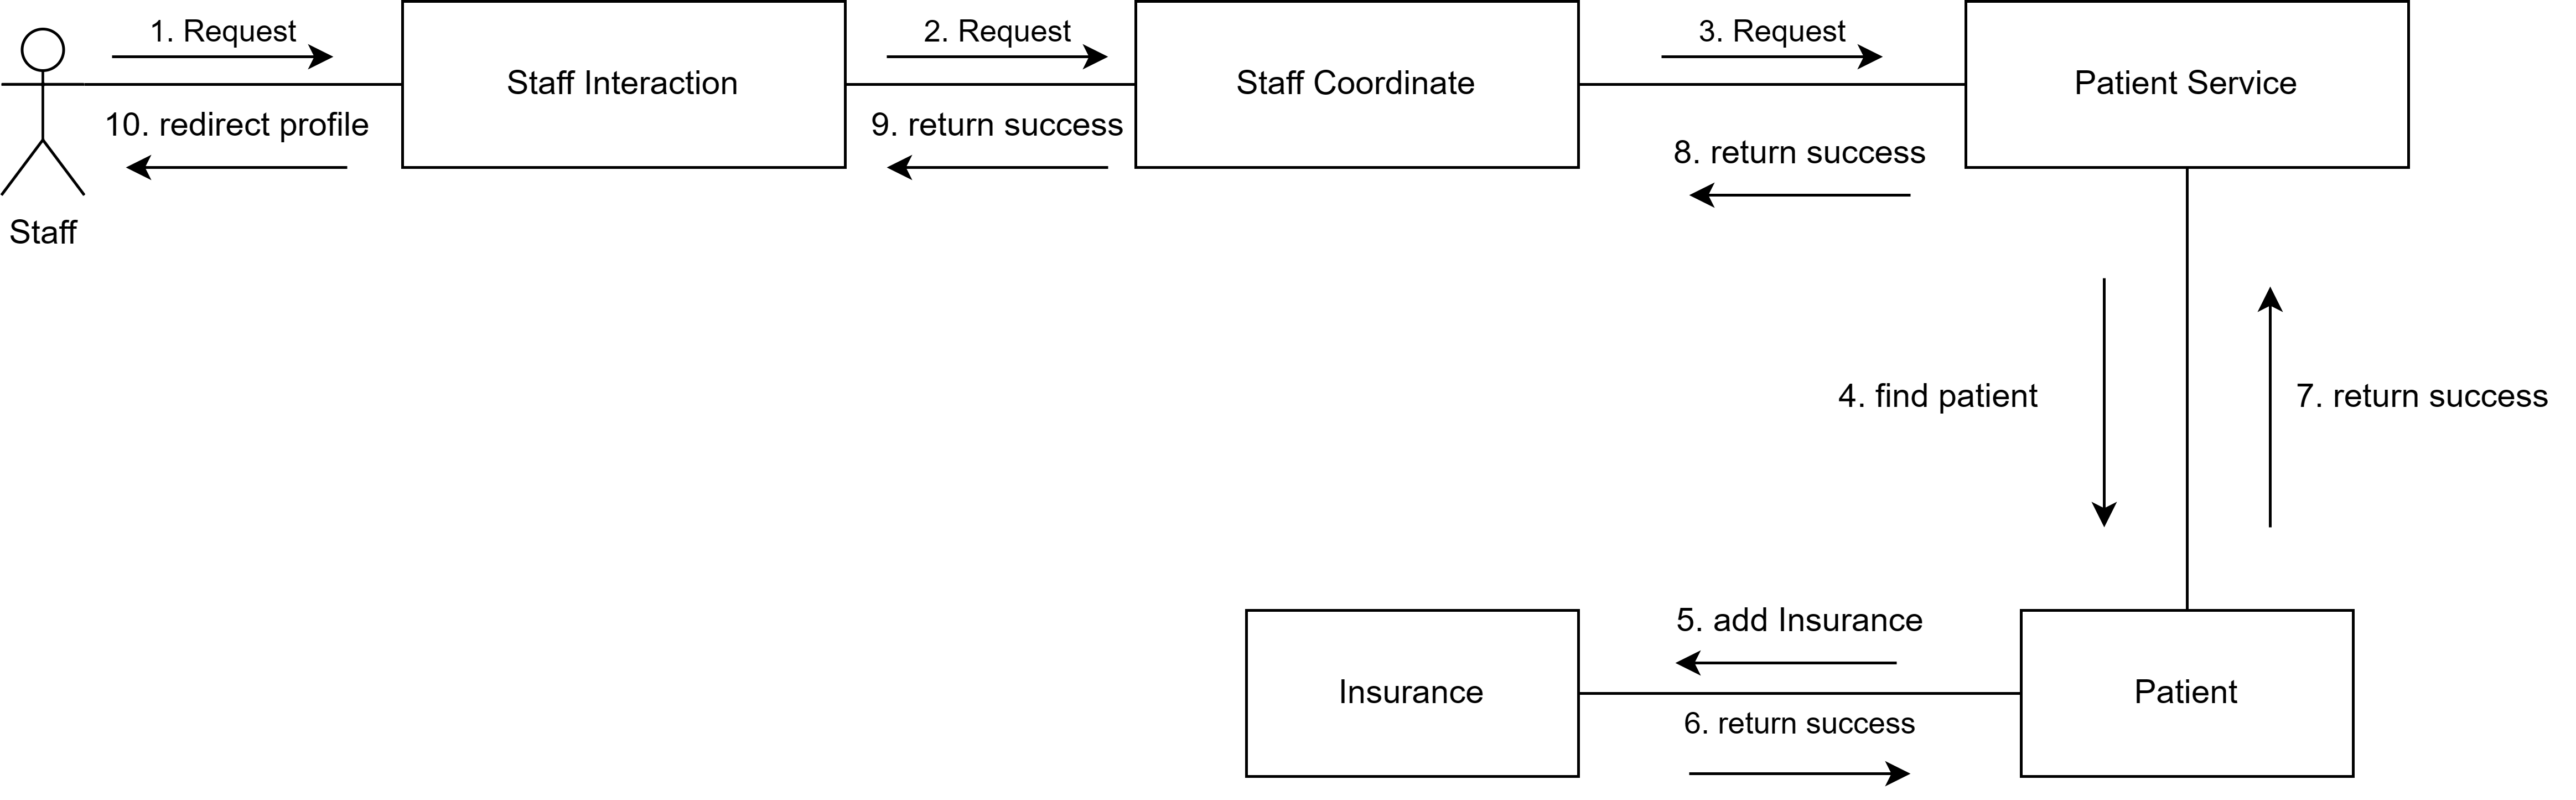 1. Request
2. Request
3. Request
Staff Interaction
Staff Coordinate
Patient Service
10. redirect profile
9. return success
8. return success
Staff
4. find patient
7. return success
5. add Insurance
Insurance
Patient
6. return success